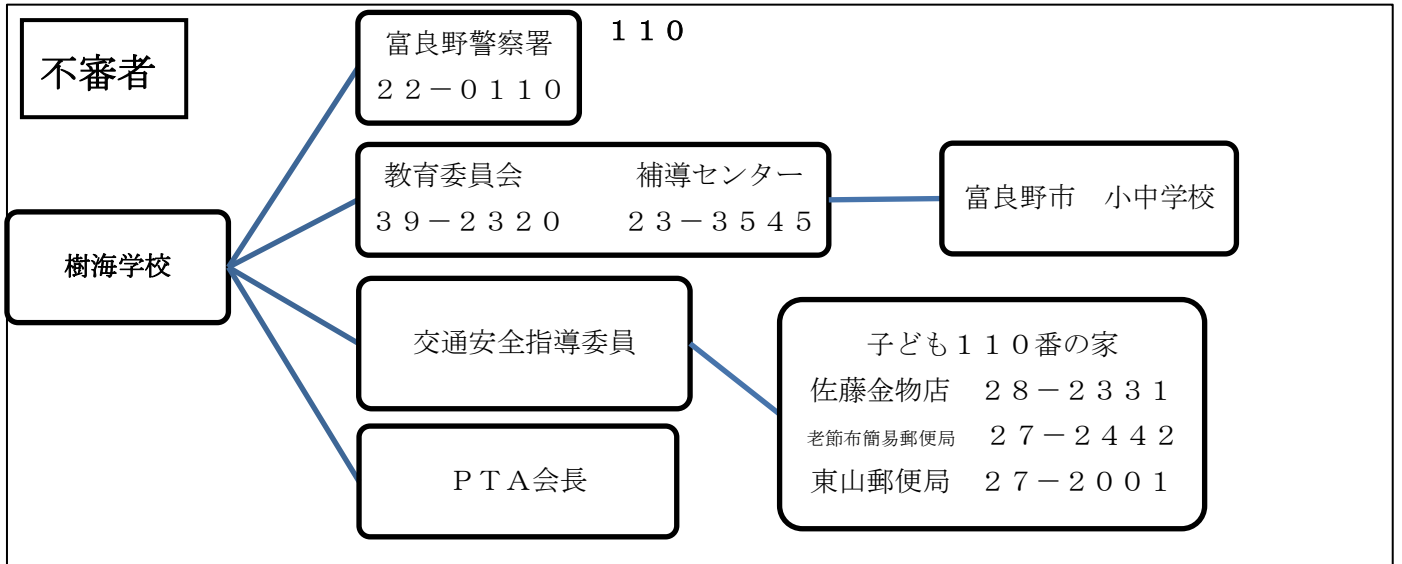 不審者
富良野警察署
２２－０１１０
１１０
教育委員会　　　　補導センター
３９－２３２０　　２３－３５４５
富良野市　小中学校
樹海学校
交通安全指導委員
子ども１１０番の家
佐藤金物店　２８－２３３１
老節布簡易郵便局　２７－２４４２
東山郵便局　２７－２００１
ＰＴＡ会長